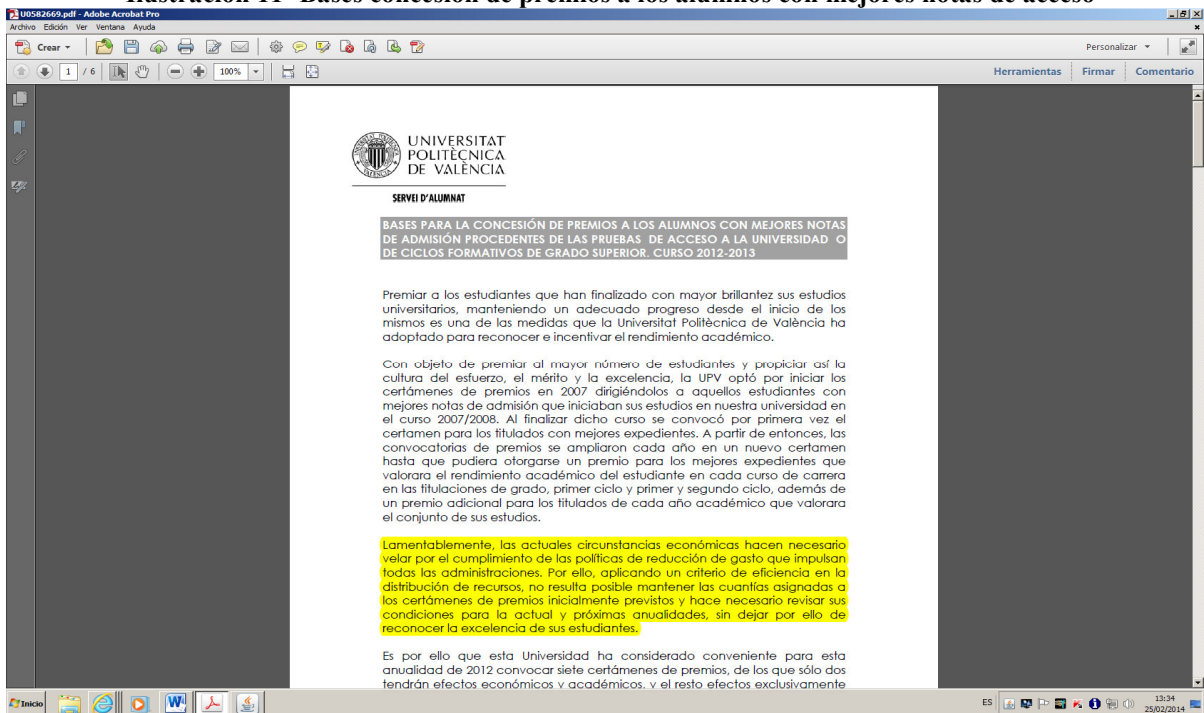 Ilustración 11 Bases concesión de premios a los alumnos con mejores notas de acceso
U0582669.pdf - Adobe Acrobat Pro
Archivo Edición Ver Ventana Ayuda
Crear
Personalizar
1 / 6
100%
Herramientas Firmar Comentario
UNIVERSITAT
POLITÈCNICA
DE VALÈNCIA
SERVEI D'ALUMNAT
BASES PARA LA CONCESIÓN DE PREMIOS A LOS ALUMNOS CON MEJORES NOTAS
DE ADMISIÓN PROCEDENTES DE LAS PRUEBAS DE ACCESO A LA UNIVERSIDAD O
DE CICLOS FORMATIVOS DE GRADO SUPERIOR. CURSO 2012-2013
Premiar a los estudiantes que han finalizado con mayor brillantez sus estudios
universitarios, manteniendo un adecuado progreso desde el inicio de los
mismos es una de las medidas que la Universitat Politècnica de València ha
adoptado para reconocer e incentivar el rendimiento académico.
Con objeto de premiar al mayor número de estudiantes y propiciar así la
cultura del esfuerzo, el mérito y la excelencia, la UPV optó por iniciar los
certámenes de premios en 2007 dirigiéndolos a aquellos estudiantes con
mejores notas de admisión que iniciaban sus estudios en nuestra universidad en
el curso 2007/2008. Al finalizar dicho curso se convocó por primera vez el
certamen para los titulados con mejores expedientes. A partir de entonces, las
convocatorias de premios se ampliaron cada año en un nuevo certamen
hasta que pudiera otorgarse un premio para los mejores expedientes que
valorara el rendimiento académico del estudiante en cada curso de carrera
en las titulaciones de grado, primer ciclo y primer y segundo ciclo, además de
un premio adicional para los titulados de cada año académico que valorara
el conjunto de sus estudios.
Lamentablemente, las actuales circunstancias económicas hacen necesario
velar por el cumplimiento de las políticas de reducción de gasto que impulsan
todas las administraciones. Por ello, aplicando un criterio de eficiencia en la
distribución de recursos, no resulta posible mantener las cuantías asignadas a
los certámenes de premios inicialmente previstos y hace necesario revisar sus
condiciones para la actual y próximas anualidades, sin dejar por ello de
reconocer la excelencia de sus estudiantes.
Es por ello que esta Universidad ha considerado conveniente para esta
anualidad de 2012 convocar siete certámenes de premios, de los que sólo dos
tendrán efectos económicos y académicos, y el resto efectos exclusivamente
Inicio
ES
13:34
25/02/2014